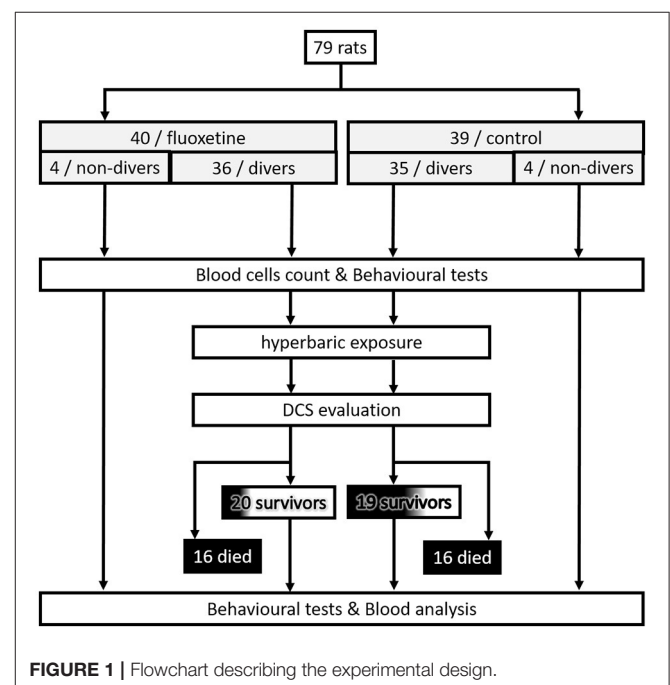 79 rats
40 / fluoxetine
39 / control
4 / non-divers
36 / divers
35 / divers
4 / non-divers
Blood cells count & Behavioural tests
hyperbaric exposure
DCS evaluation
20 survivors
19 survivors
16 died
16 died
Behavioural tests & Blood analysis
FIGURE 1 | Flowchart describing the experimental design.